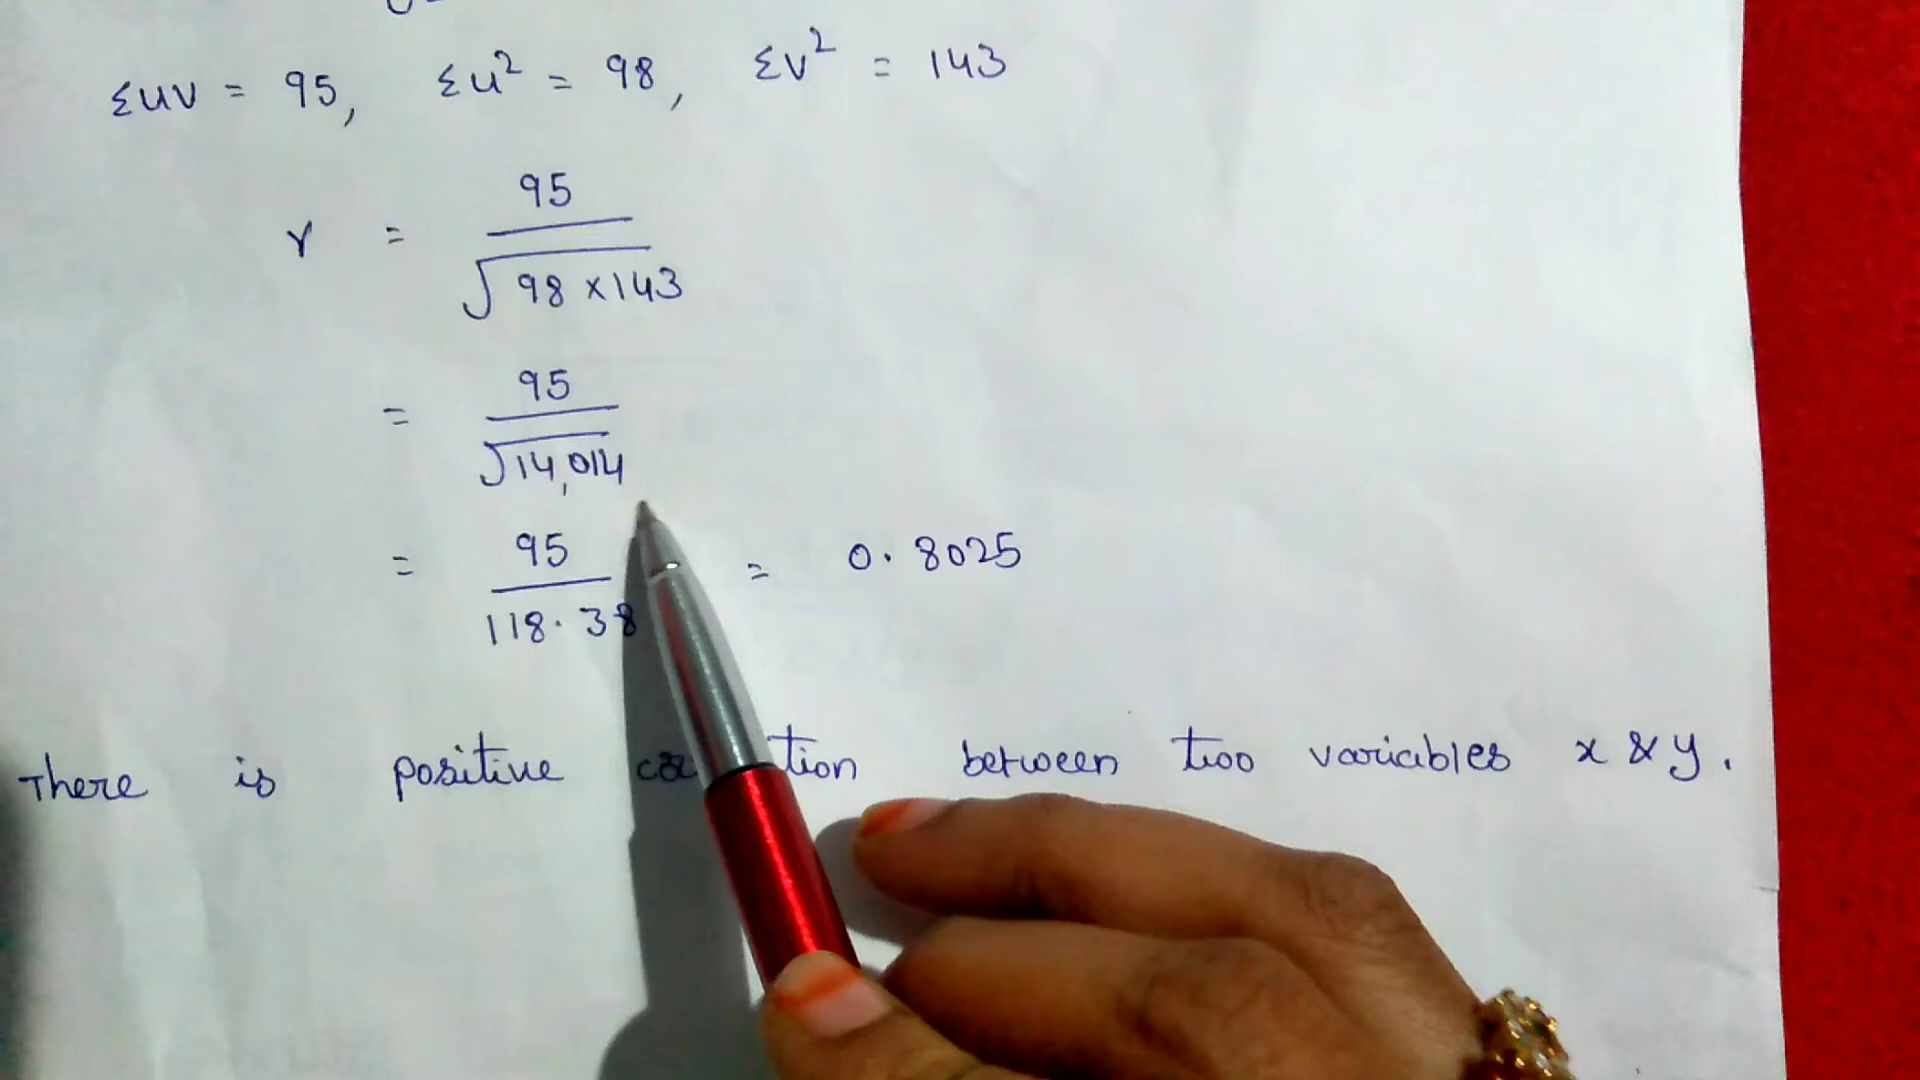 Σuv = 95, Σu² = 98, Σv² = 143
r = 95 / √98×143
= 95 / √14,014
= 95 / 118.38 = 0.8025
There is positive between two variables x & y.